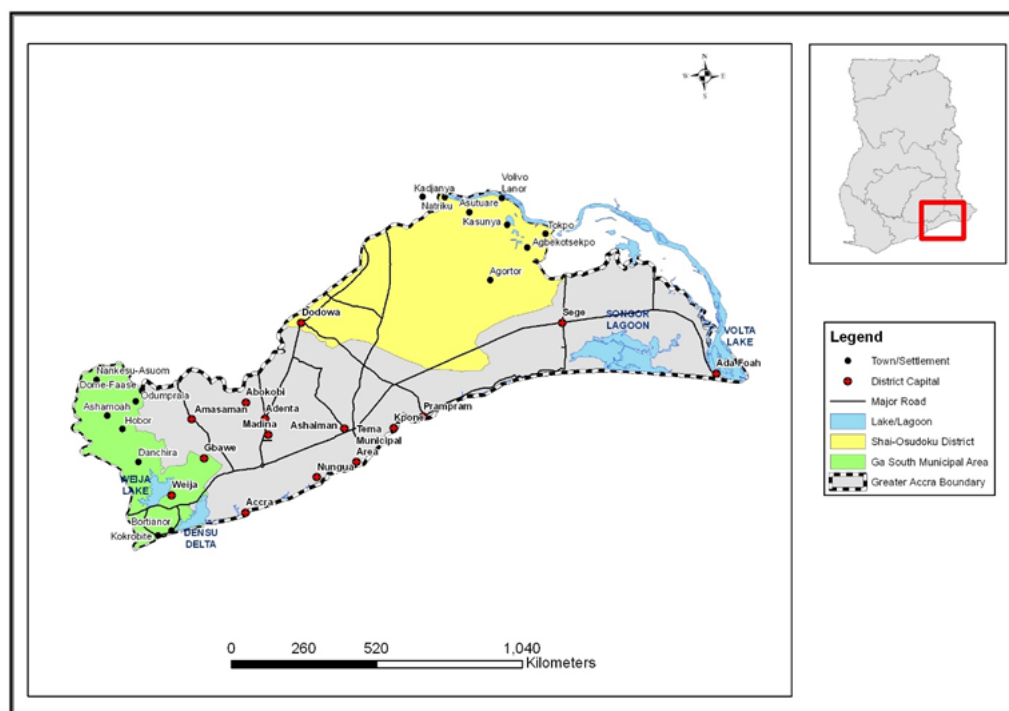 N
W E
S
Volivo
Lanor
Kadjanya
Natriku
Asutuare
Kasunya
Tokpo
Agbekotsekpo
Agortor
Dodowa
Sege
SONGOR
LAGOON
VOLTA
LAKE
Ada Foah
Nankesu-Asuom
Dome-Faase
Odumprala
Abokobi
Ashamoah
Amasaman
Adenta
Hobor
Madina
Ashaiman
Tema
Municipal
Area
Kpone
Prampram
Gbawe
Danchira
Nungua
WEIJA
LAKE
Weija
Accra
Bortianor
Kokrobite
DENSU
DELTA
0 260 520 1,040
Kilometers
Legend
Town/Settlement
District Capital
Major Road
Lake/Lagoon
Shai-Osudoku District
Ga South Municipal Area
Greater Accra Boundary